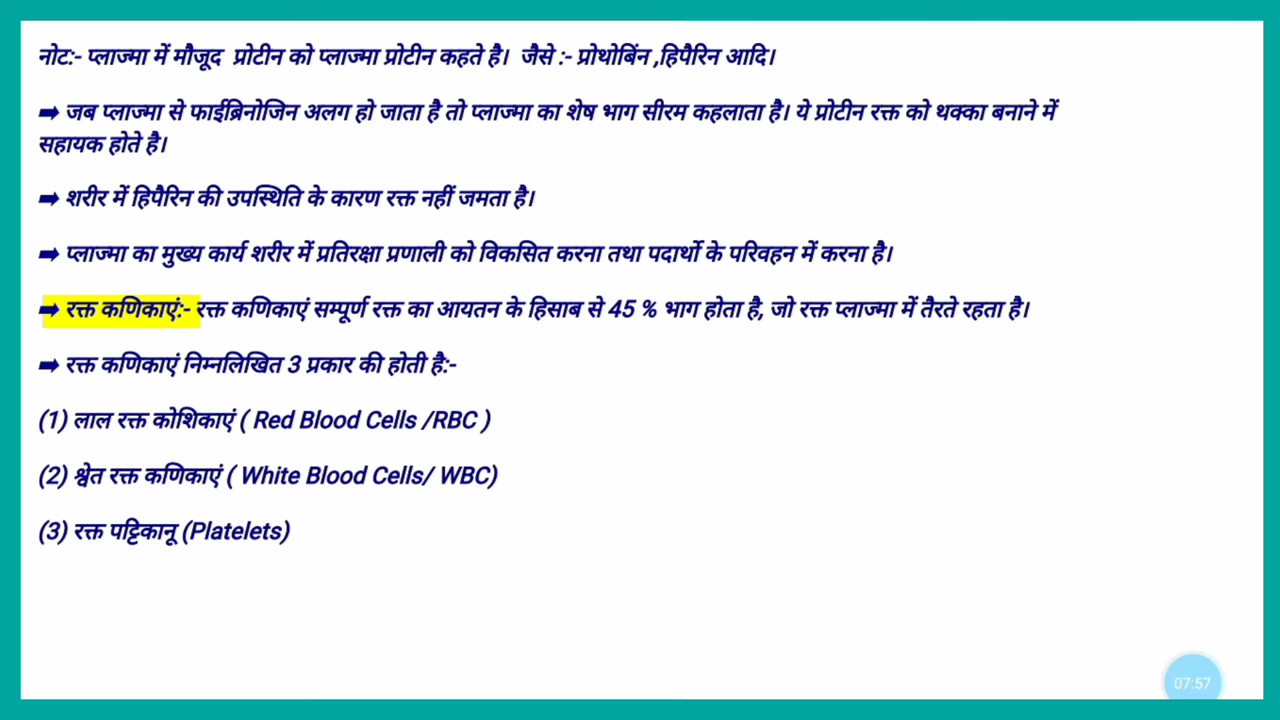 नोट:- प्लाज्मा में मौजूद प्रोटीन को प्लाज्मा प्रोटीन कहते है। जैसे :- प्रोथोबिंन ,हिपैरिन आदि।
➡ जब प्लाज्मा से फाईब्रिनोजिन अलग हो जाता है तो प्लाज्मा का शेष भाग सीरम कहलाता है। ये प्रोटीन रक्त को थक्का बनाने में
सहायक होते है।
➡ शरीर में हिपैरिन की उपस्थिति के कारण रक्त नहीं जमता है।
➡ प्लाज्मा का मुख्य कार्य शरीर में प्रतिरक्षा प्रणाली को विकसित करना तथा पदार्थो के परिवहन में करना है।
➡ रक्त कणिकाएं:- रक्त कणिकाएं सम्पूर्ण रक्त का आयतन के हिसाब से 45 % भाग होता है, जो रक्त प्लाज्मा में तैरते रहता है।
➡ रक्त कणिकाएं निम्नलिखित 3 प्रकार की होती है:-
(1) लाल रक्त कोशिकाएं ( Red Blood Cells /RBC )
(2) श्वेत रक्त कणिकाएं ( White Blood Cells/ WBC)
(3) रक्त पट्टिकानू (Platelets)
07:57